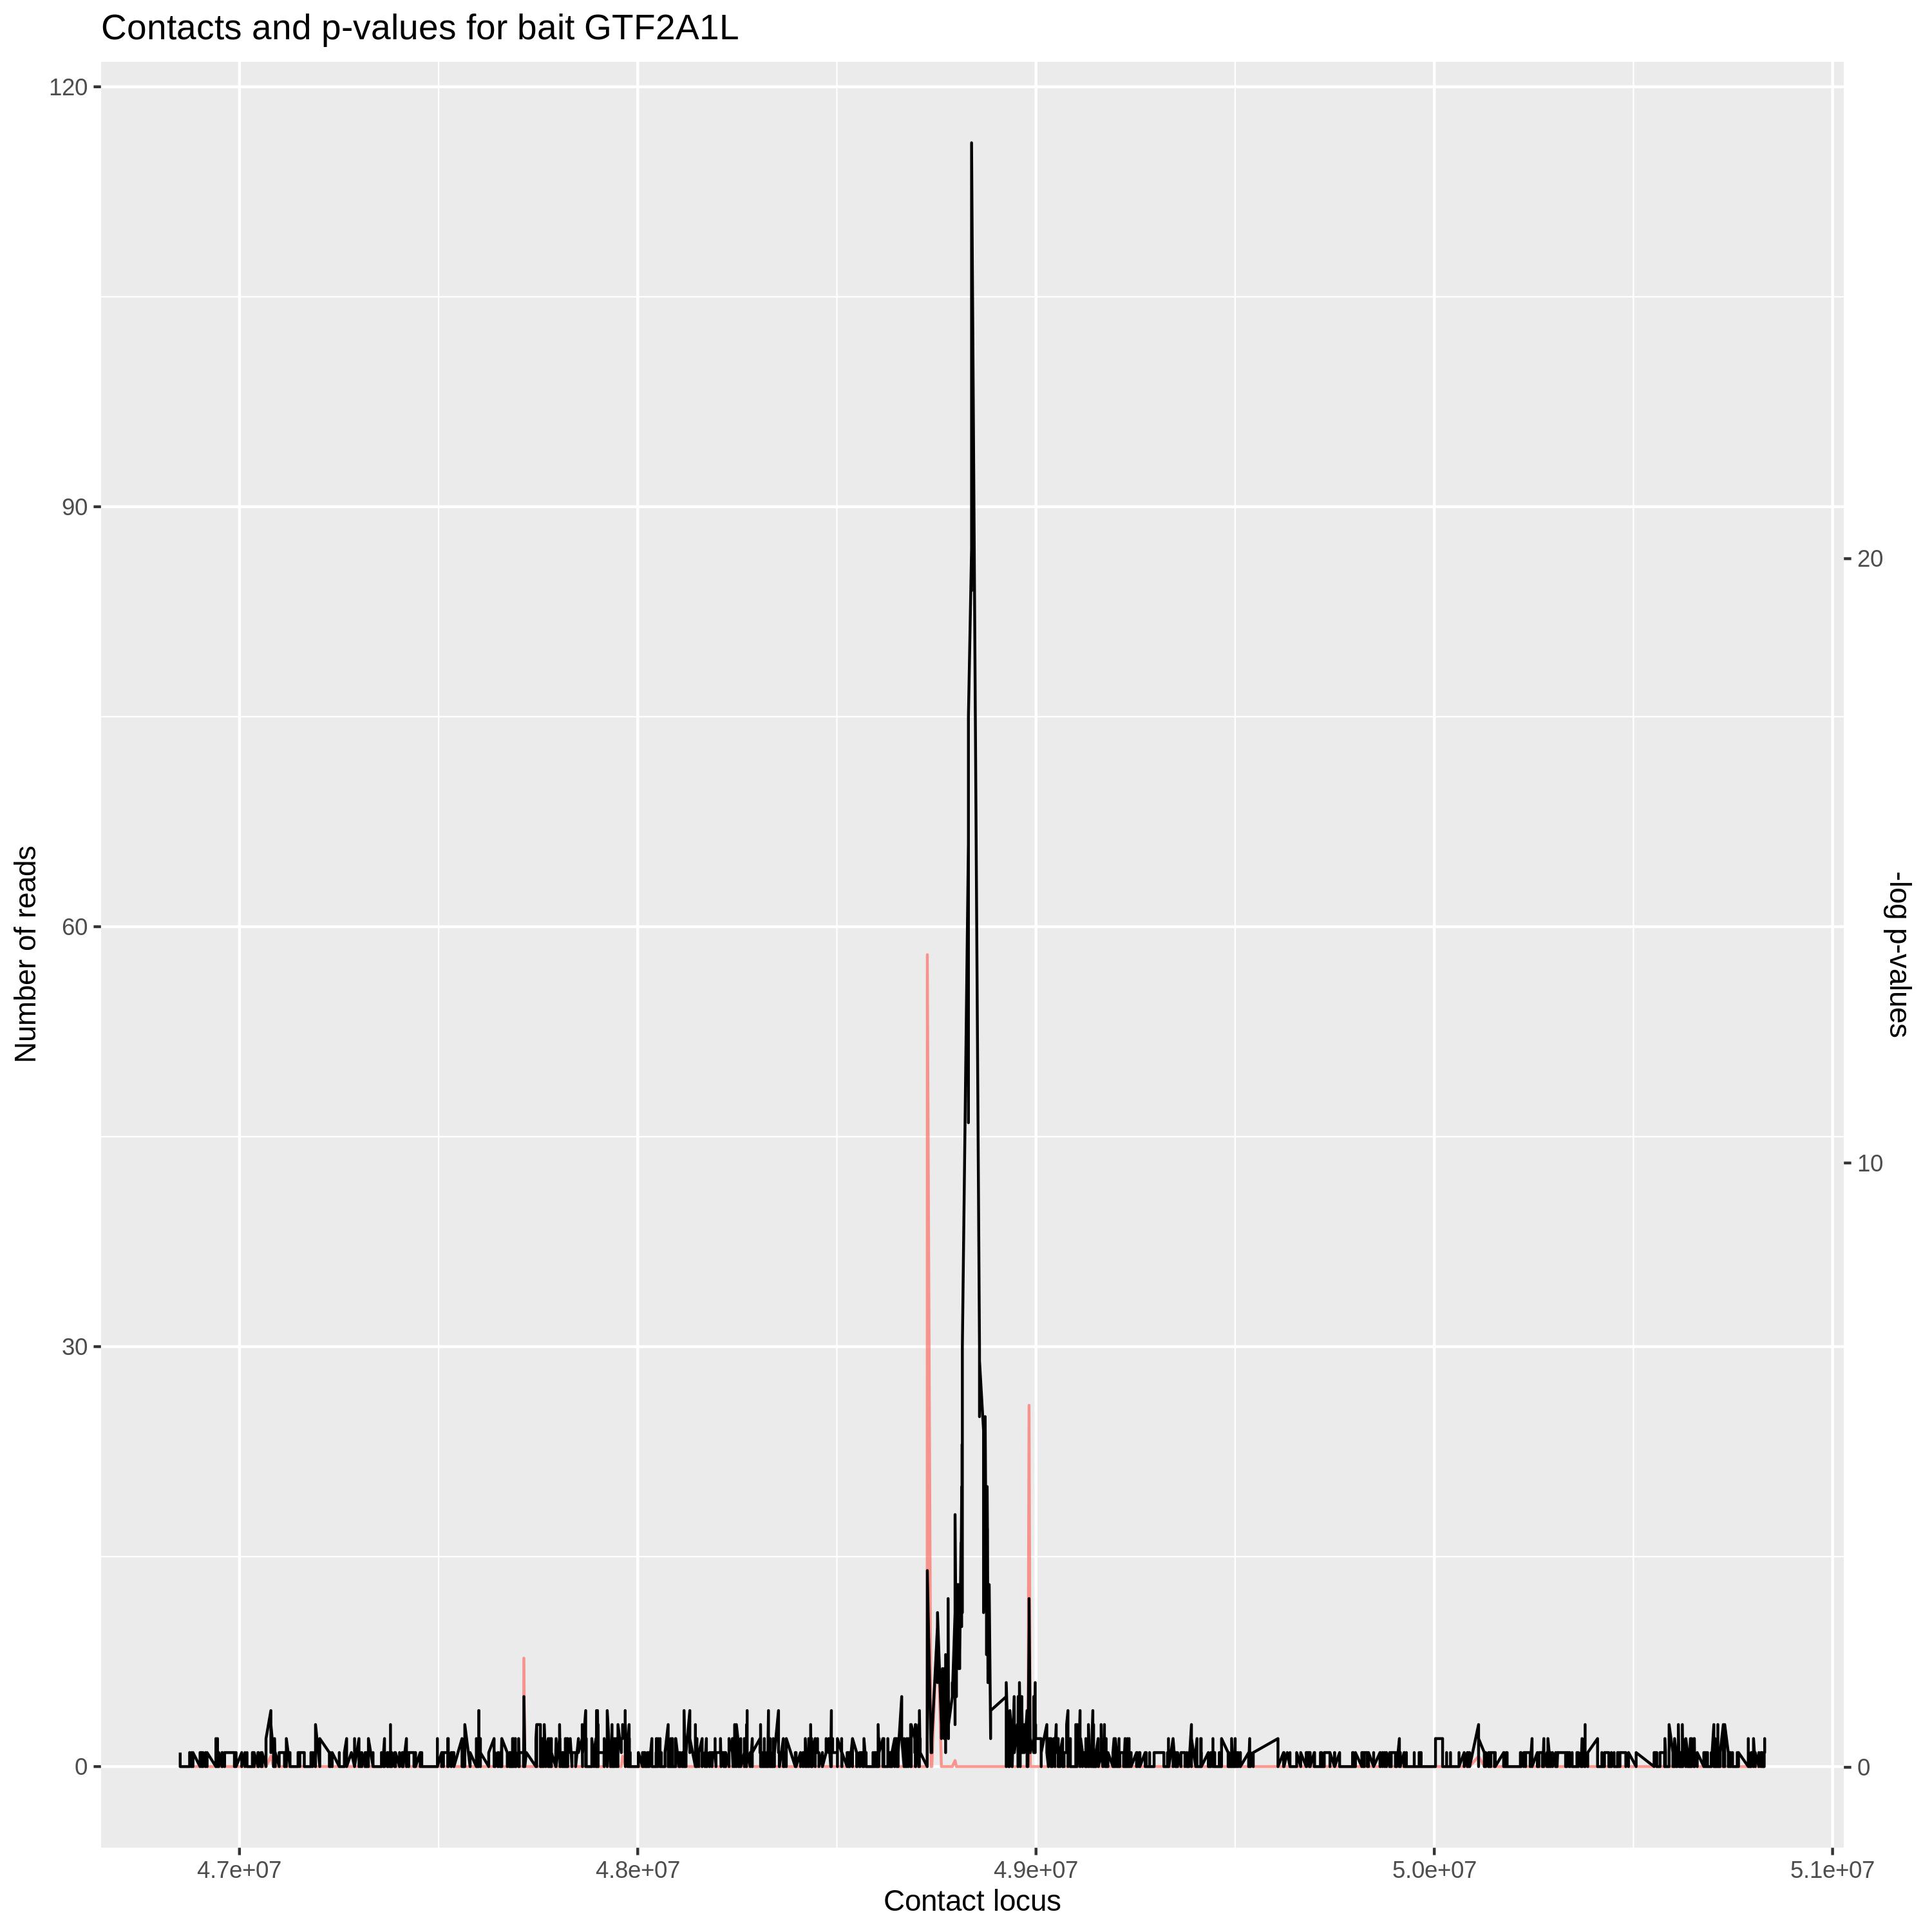 Contacts and p-values for bait GTF2A1L
120
90
60
30
0
Number of reads
20
10
0
-log p-values
4.7e+07
4.8e+07
4.9e+07
5.0e+07
5.1e+07
Contact locus